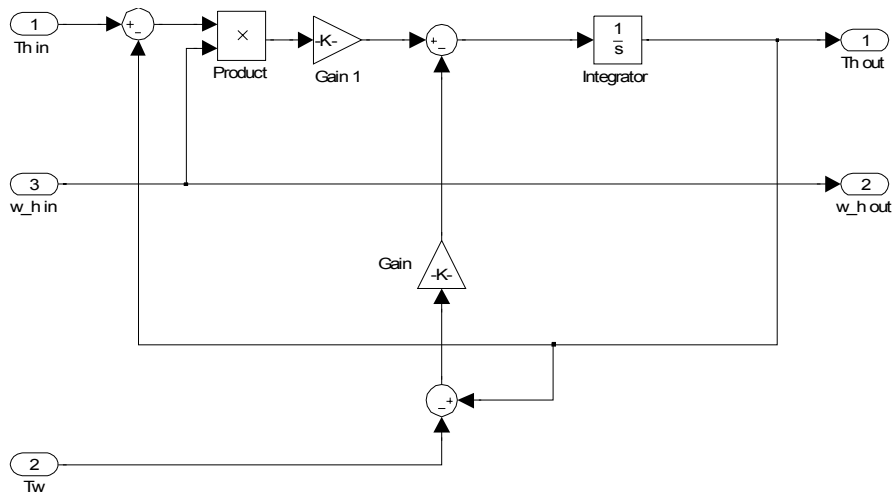 1
Th in
+
_
×
Product
-K-
Gain 1
+
_
1
s
Integrator
1
Th out
3
w_h in
2
w_h out
Gain
-K-
_
+
2
Tw